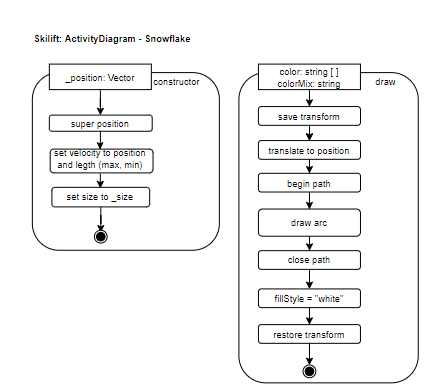 Skilift: ActivityDiagram - Snowflake
_position: Vector
constructor
super position
set velocity to position
and legth (max, min)
set size to _size
color: string [ ]
colorMix: string
draw
save transform
translate to position
begin path
draw arc
close path
fillStyle = "white"
restore transform